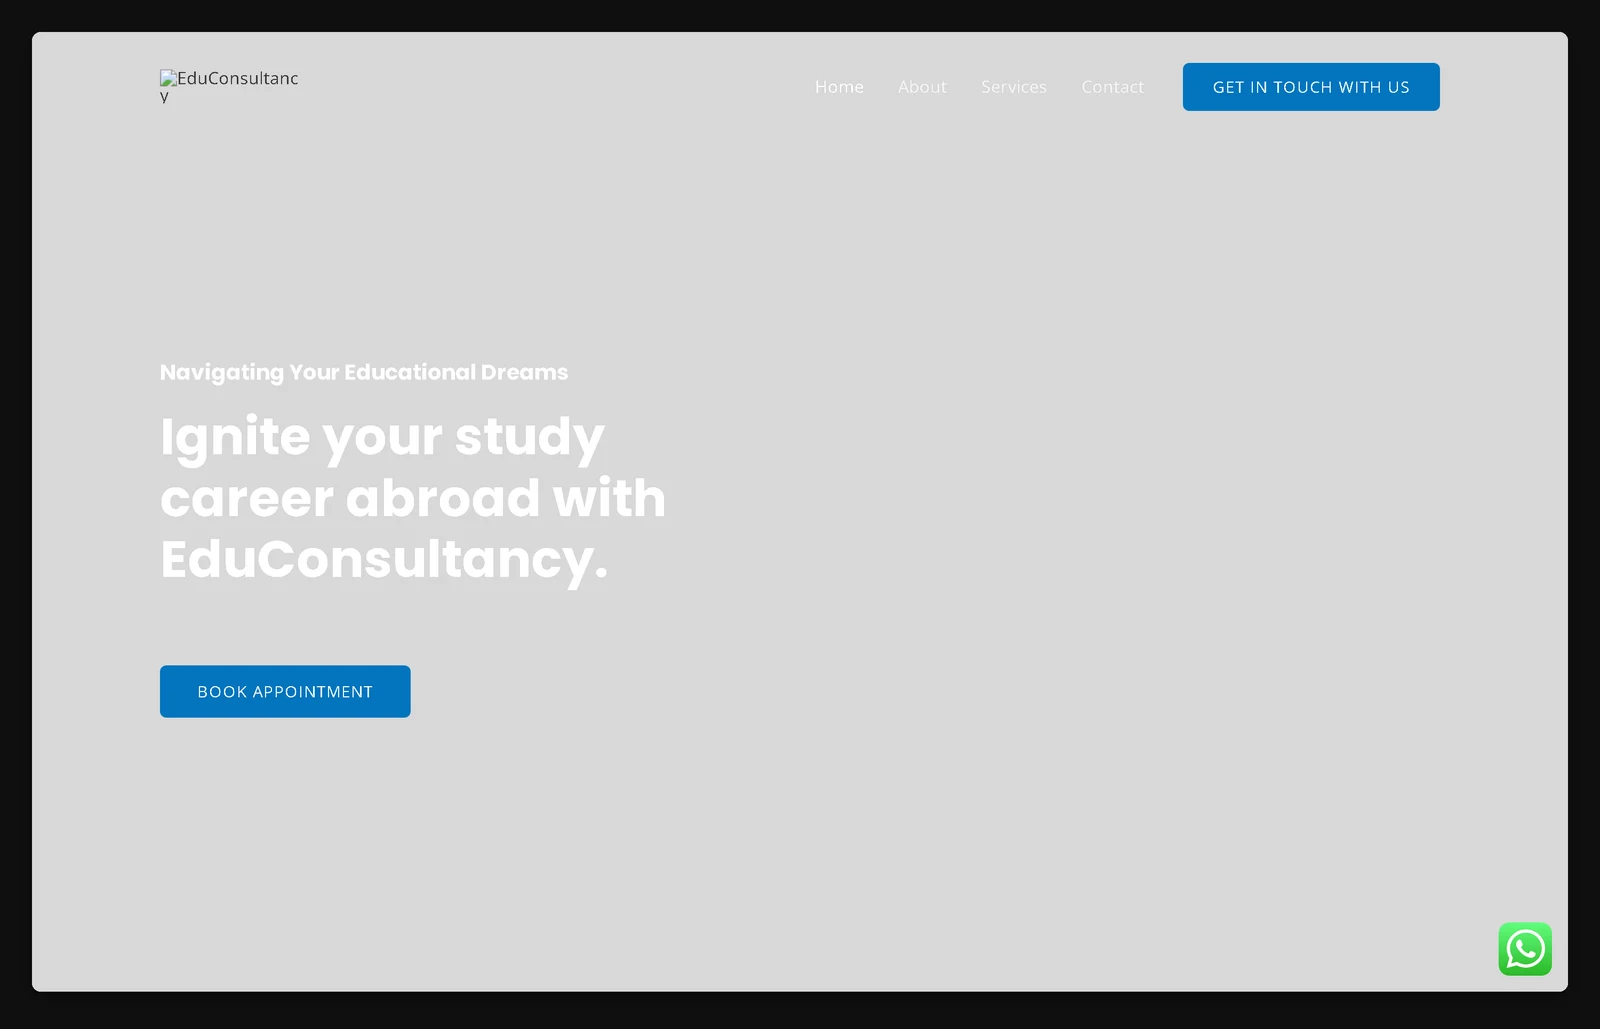 EduConsultanc
y
Home About Services Contact GET IN TOUCH WITH US
Navigating Your Educational Dreams
Ignite your study
career abroad with
EduConsultancy.
BOOK APPOINTMENT